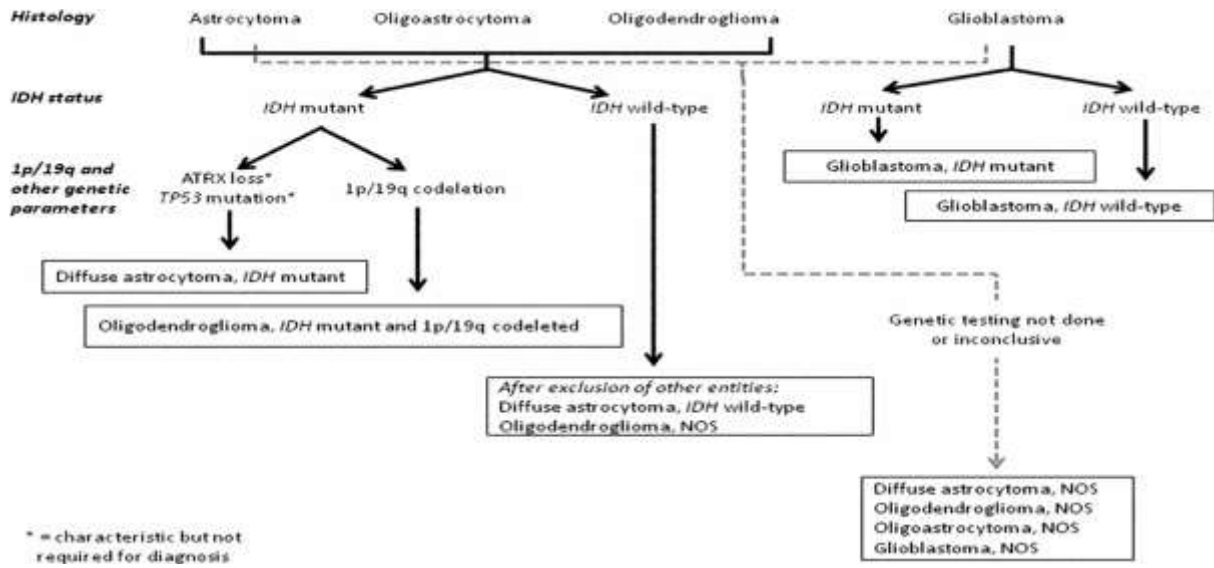 Histology
Astrocytoma
Oligoastrocytoma
Oligodendroglioma
Glioblastoma
IDH status
IDH mutant
IDH wild-type
IDH mutant
IDH wild-type
1p/19q and
other genetic
parameters
ATRX loss*
TP53 mutation*
1p/19q codeletion
Glioblastoma, IDH mutant
Glioblastoma, IDH wild-type
Diffuse astrocytoma, IDH mutant
Oligodendroglioma, IDH mutant and 1p/19q codeleted
Genetic testing not done
or inconclusive
After exclusion of other entities:
Diffuse astrocytoma, IDH wild-type
Oligodendroglioma, NOS
Diffuse astrocytoma, NOS
Oligodendroglioma, NOS
Oligoastrocytoma, NOS
Glioblastoma, NOS
* = characteristic but not
required for diagnosis